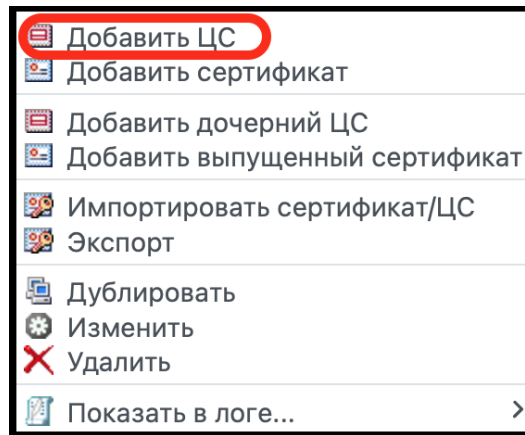 Добавить ЦС
Добавить сертификат
Добавить дочерний ЦС
Добавить выпущенный сертификат
Импортировать сертификат/ЦС
Экспорт
Дублировать
Изменить
Удалить
Показать в логе...